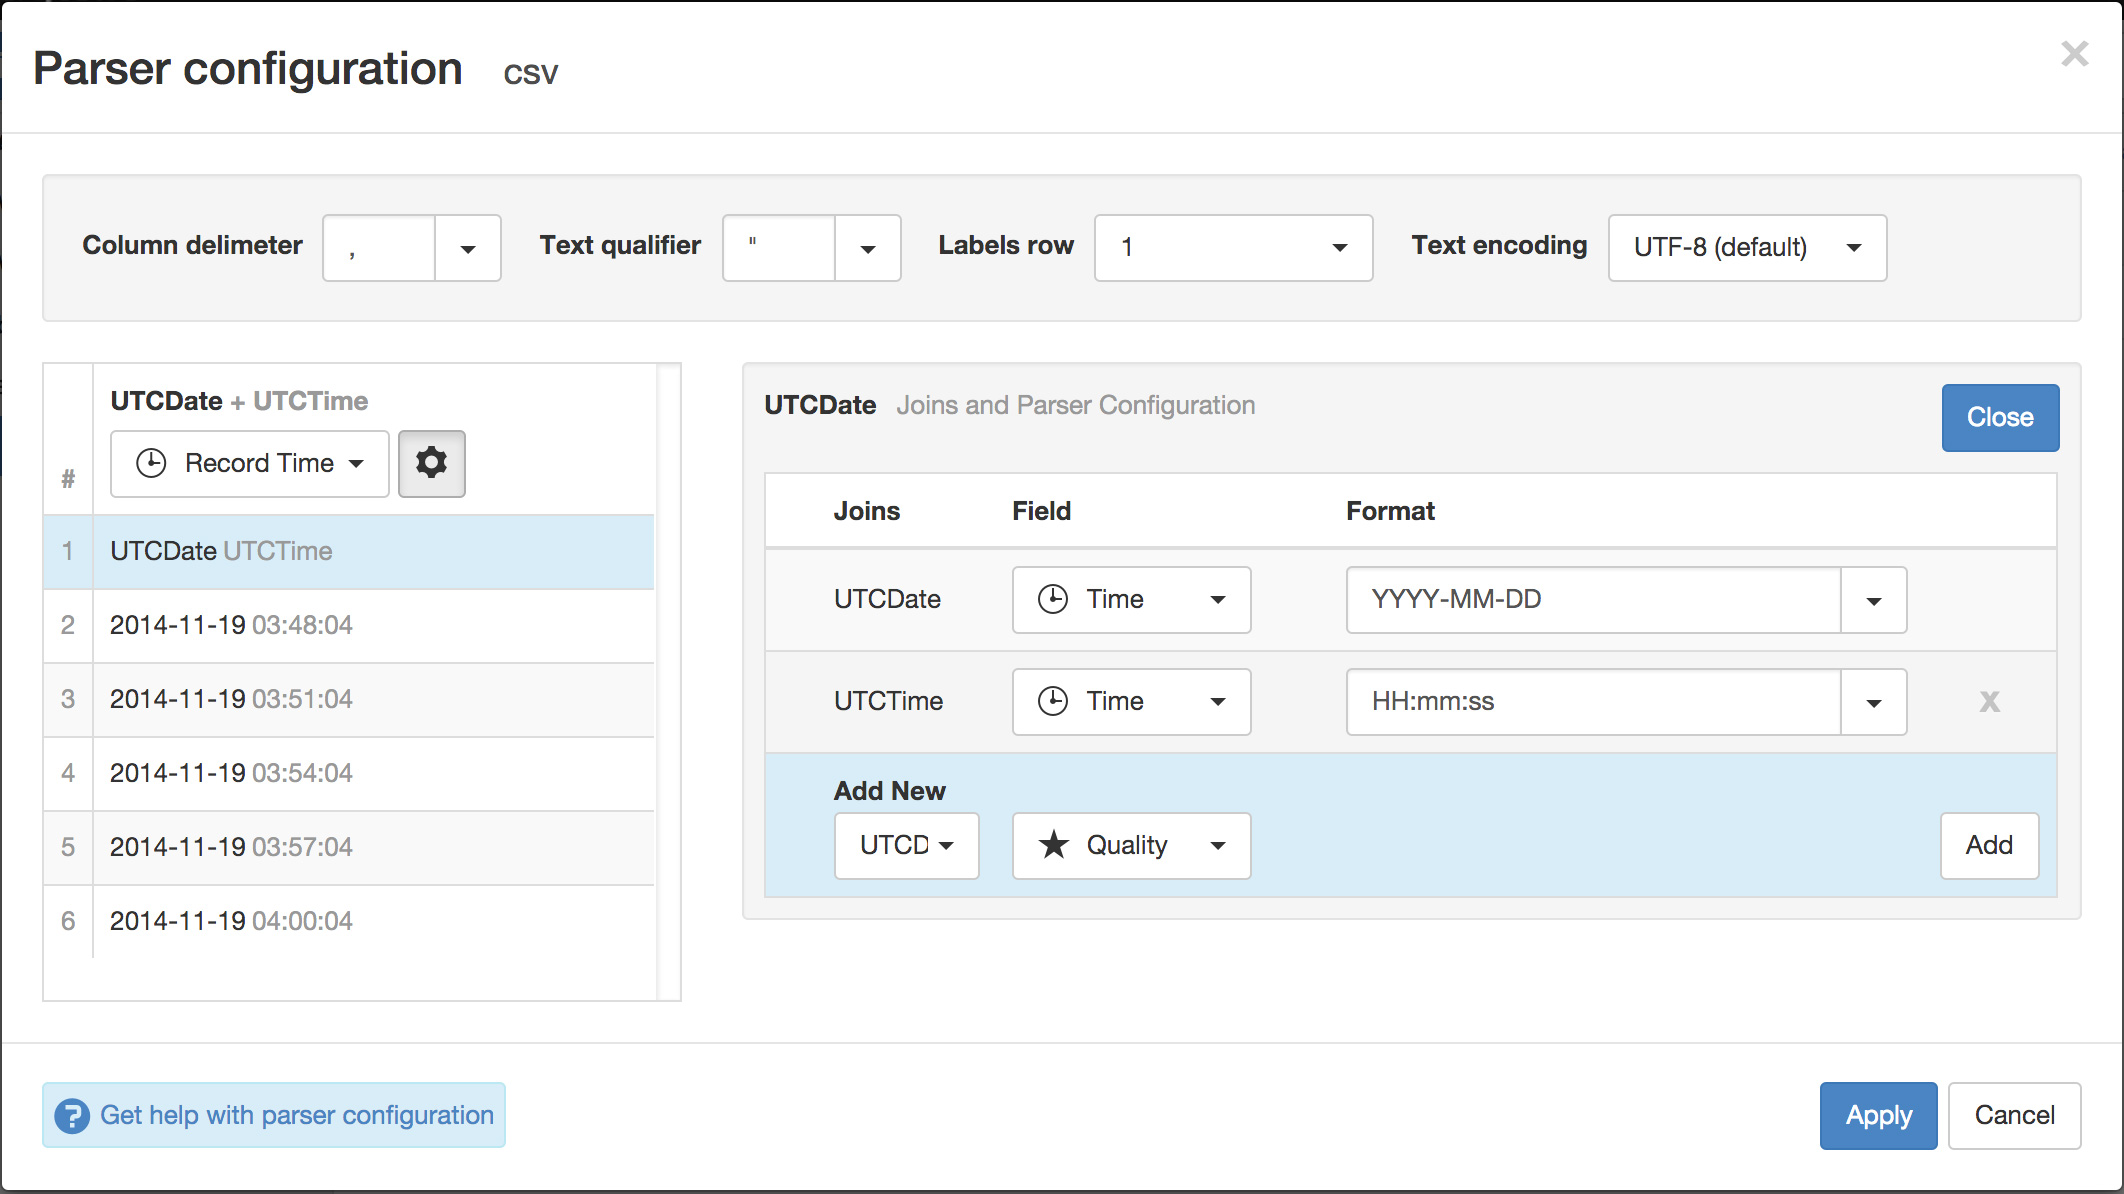 Parser configuration csv
×
Column delimeter , Text qualifier " Labels row 1 Text encoding UTF-8 (default)
# UTCDate + UTCTime
Record Time
1 UTCDate UTCTime
2 2014-11-19 03:48:04
3 2014-11-19 03:51:04
4 2014-11-19 03:54:04
5 2014-11-19 03:57:04
6 2014-11-19 04:00:04
UTCDate Joins and Parser Configuration Close
Joins Field Format
UTCDate Time YYYY-MM-DD
UTCTime Time HH:mm:ss x
Add New
UTCD Quality Add
? Get help with parser configuration
Apply Cancel